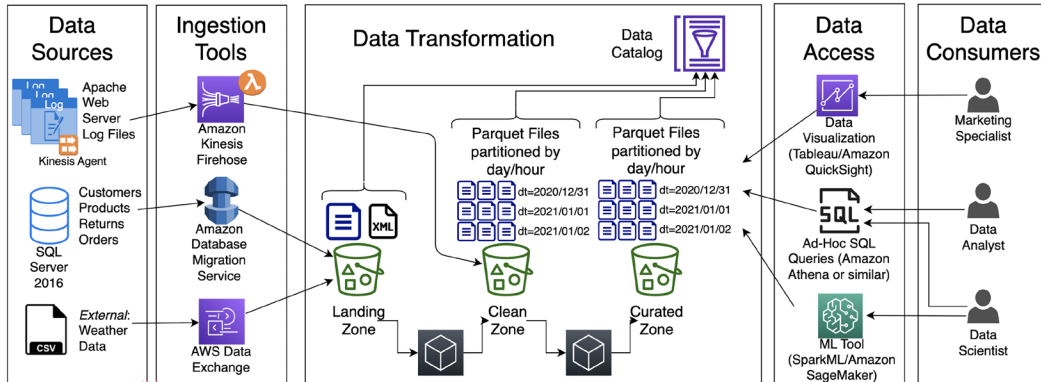 Data
Sources
Log
Log
Log
Apache
Web
Server
Log Files
Kinesis Agent
Customers
Products
Returns
Orders
SQL
Server
2016
CSV
External:
Weather
Data
Ingestion
Tools
λ
Amazon
Kinesis
Firehose
Amazon
Database
Migration
Service
AWS Data
Exchange
Data Transformation
Data
Catalog
Parquet Files
partitioned by
day/hour
dt=2020/12/31
dt=2021/01/01
dt=2021/01/02
Parquet Files
partitioned by
day/hour
dt=2020/12/31
dt=2021/01/01
dt=2021/01/02
XML
Landing
Zone
Clean
Zone
Curated
Zone
Data
Access
Data
Visualization
(Tableau/Amazon
QuickSight)
SQL
Ad-Hoc SQL
Queries (Amazon
Athena or similar)
ML Tool
(SparkML/Amazon
SageMaker)
Data
Consumers
Marketing
Specialist
Data
Analyst
Data
Scientist